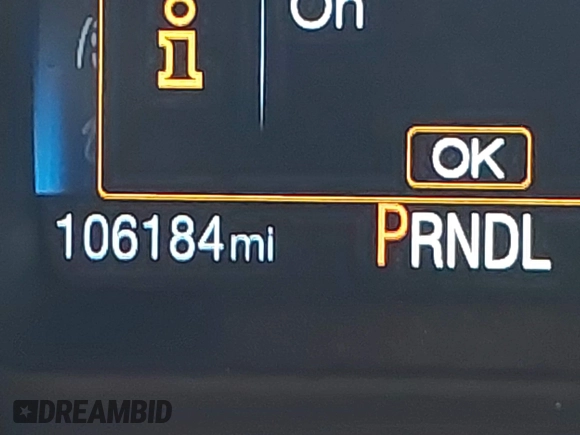 On
OK
106184mi
PRNDL
DREAMBID